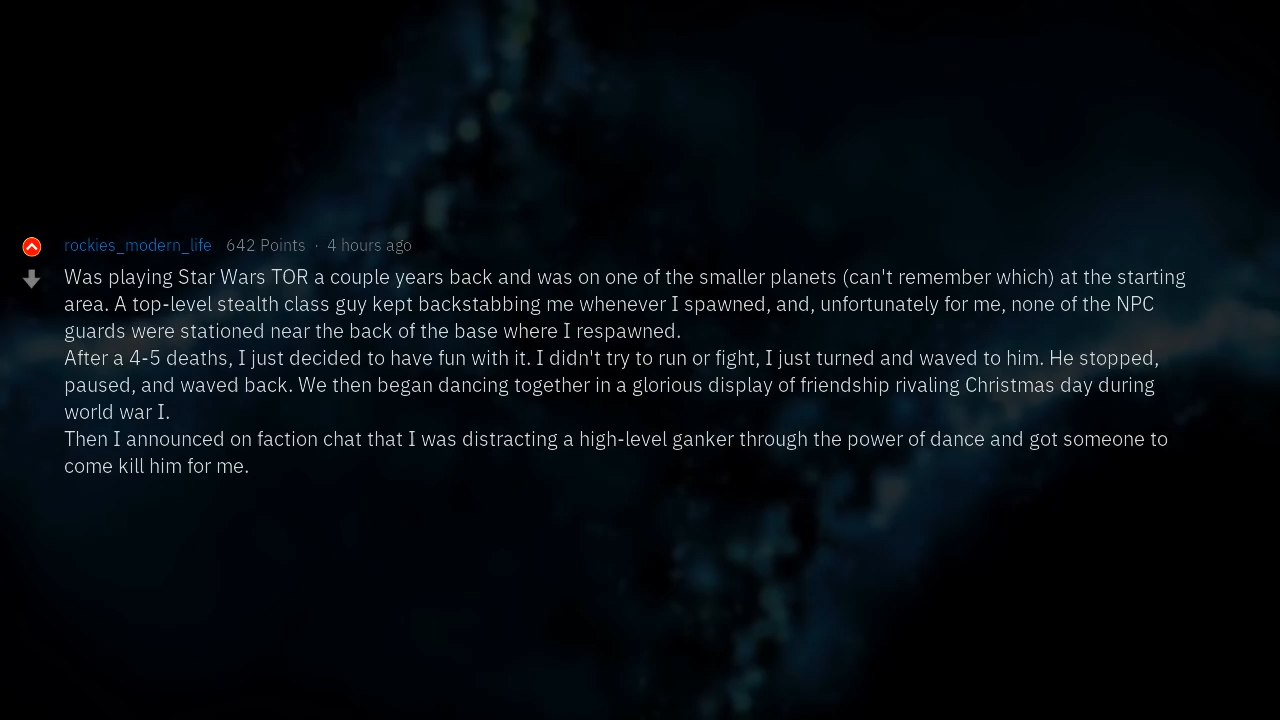 rockies_modern_life 642 Points · 4 hours ago
Was playing Star Wars TOR a couple years back and was on one of the smaller planets (can't remember which) at the starting
area. A top-level stealth class guy kept backstabbing me whenever I spawned, and, unfortunately for me, none of the NPC
guards were stationed near the back of the base where I respawned.
After a 4-5 deaths, I just decided to have fun with it. I didn't try to run or fight, I just turned and waved to him. He stopped,
paused, and waved back. We then began dancing together in a glorious display of friendship rivaling Christmas day during
world war I.
Then I announced on faction chat that I was distracting a high-level ganker through the power of dance and got someone to
come kill him for me.